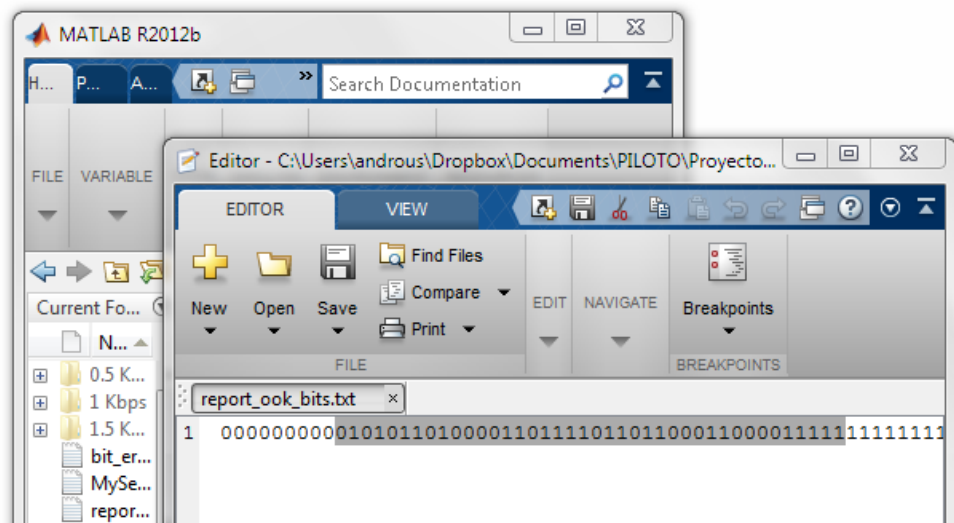 MATLAB R2012b
H... P... A... » Search Documentation
FILE VARIABLE
Editor - C:\Users\androus\Dropbox\Documents\PILOTO\Proyecto...
EDITOR VIEW
Find Files
Compare
Print
New Open Save
EDIT NAVIGATE Breakpoints
FILE BREAKPOINTS
Current Fo...
N...
0.5 K...
1 Kbps
1.5 K...
bit_er...
MySe...
repor...
report_ook_bits.txt ×
1 000000000010101101000011011110110110001100001111111111111